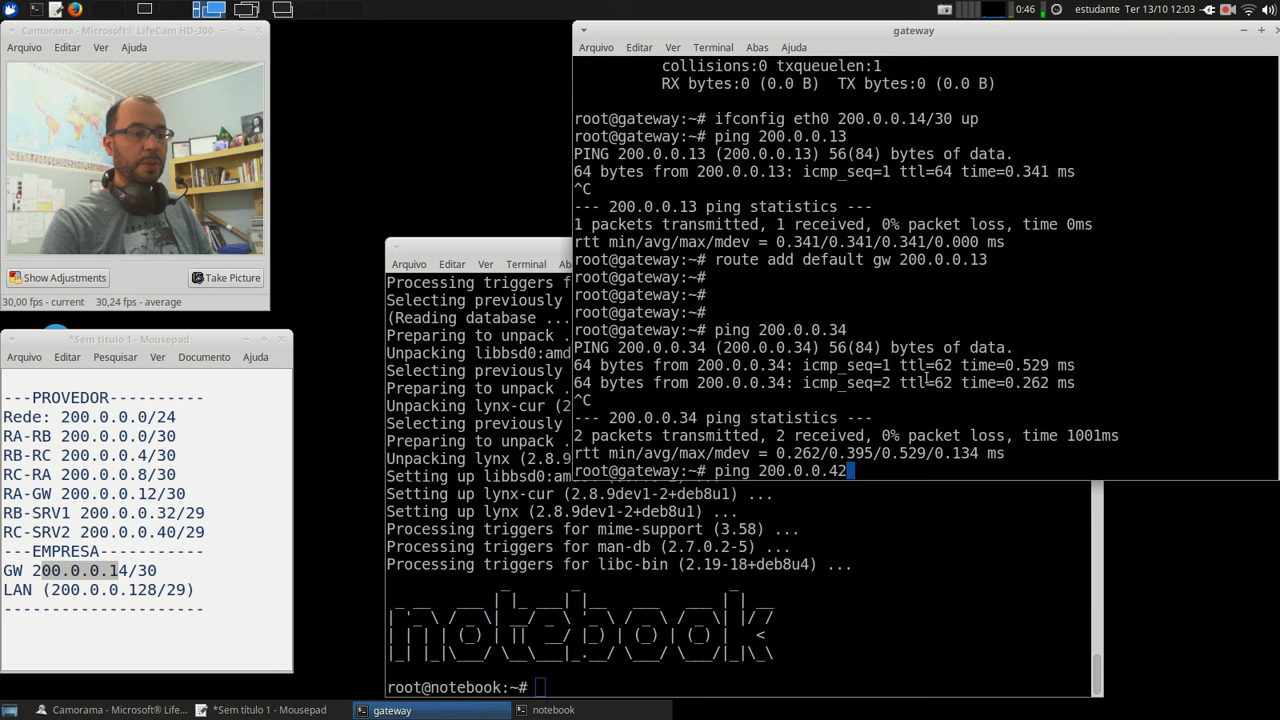 0:46 estudante Ter 13/10 12:03
Camorama - Microsoft® LifeCam HD-300
Arquivo Editar Ver Ajuda
Show Adjustments Take Picture
30,00 fps - current 30,24 fps - average
*Sem título 1 - Mousepad
Arquivo Editar Pesquisar Ver Documento Ajuda
---PROVEDOR----------
Rede: 200.0.0.0/24
RA-RB 200.0.0.0/30
RB-RC 200.0.0.4/30
RC-RA 200.0.0.8/30
RA-GW 200.0.0.12/30
RB-SRV1 200.0.0.32/29
RC-SRV2 200.0.0.40/29
---EMPRESA-----------
GW 200.0.0.14/30
LAN (200.0.0.128/29)
---------------------
gateway
Arquivo Editar Ver Terminal Abas Ajuda
collisions:0 txqueuelen:1
RX bytes:0 (0.0 B) TX bytes:0 (0.0 B)
root@gateway:~# ifconfig eth0 200.0.0.14/30 up
root@gateway:~# ping 200.0.0.13
PING 200.0.0.13 (200.0.0.13) 56(84) bytes of data.
64 bytes from 200.0.0.13: icmp_seq=1 ttl=64 time=0.341 ms
^C
--- 200.0.0.13 ping statistics ---
1 packets transmitted, 1 received, 0% packet loss, time 0ms
rtt min/avg/max/mdev = 0.341/0.341/0.341/0.000 ms
root@gateway:~# route add default gw 200.0.0.13
root@gateway:~#
root@gateway:~#
root@gateway:~#
root@gateway:~# ping 200.0.0.34
PING 200.0.0.34 (200.0.0.34) 56(84) bytes of data.
64 bytes from 200.0.0.34: icmp_seq=1 ttl=62 time=0.529 ms
64 bytes from 200.0.0.34: icmp_seq=2 ttl=62 time=0.262 ms
^C
--- 200.0.0.34 ping statistics ---
2 packets transmitted, 2 received, 0% packet loss, time 1001ms
rtt min/avg/max/mdev = 0.262/0.395/0.529/0.134 ms
root@gateway:~# ping 200.0.0.42
Arquivo Editar Ver Terminal Ab
Processing triggers f
Selecting previously
(Reading database ...
Preparing to unpack .
Unpacking libbsd0:amd
Selecting previously
Preparing to unpack .
Unpacking lynx-cur (2
Selecting previously
Preparing to unpack .
Unpacking lynx (2.8.9
Setting up libbsd0:am
Setting up lynx-cur (2.8.9dev1-2+deb8u1) ...
Setting up lynx (2.8.9dev1-2+deb8u1) ...
Processing triggers for mime-support (3.58) ...
Processing triggers for man-db (2.7.0.2-5) ...
Processing triggers for libc-bin (2.19-18+deb8u4) ...
notebook
root@notebook:~#
Camorama - Microsoft® LifeC... *Sem título 1 - Mousepad gateway notebook